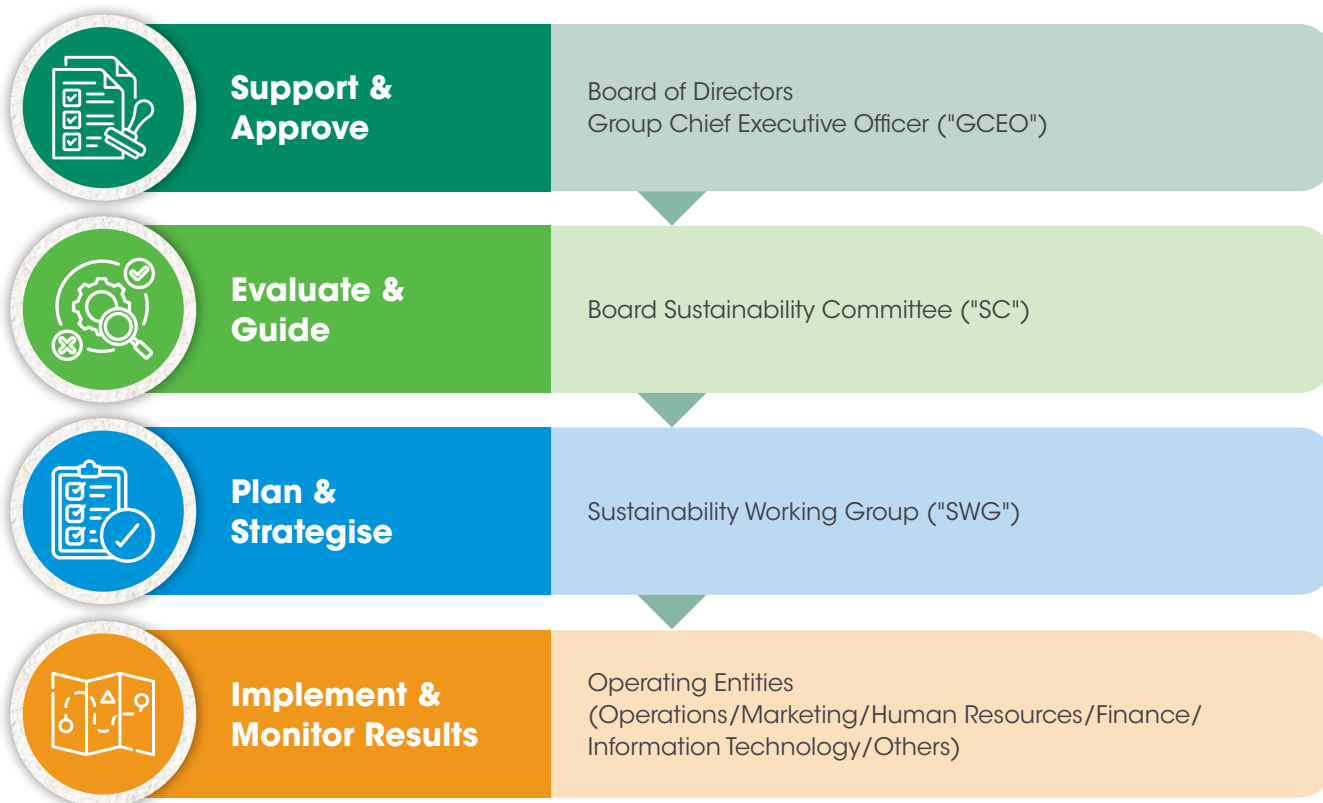 Support &
Approve
Board of Directors
Group Chief Executive Officer ("GCEO")
Evaluate &
Guide
Board Sustainability Committee ("SC")
Plan &
Strategise
Sustainability Working Group ("SWG")
Implement &
Monitor Results
Operating Entities
(Operations/Marketing/Human Resources/Finance/
Information Technology/Others)